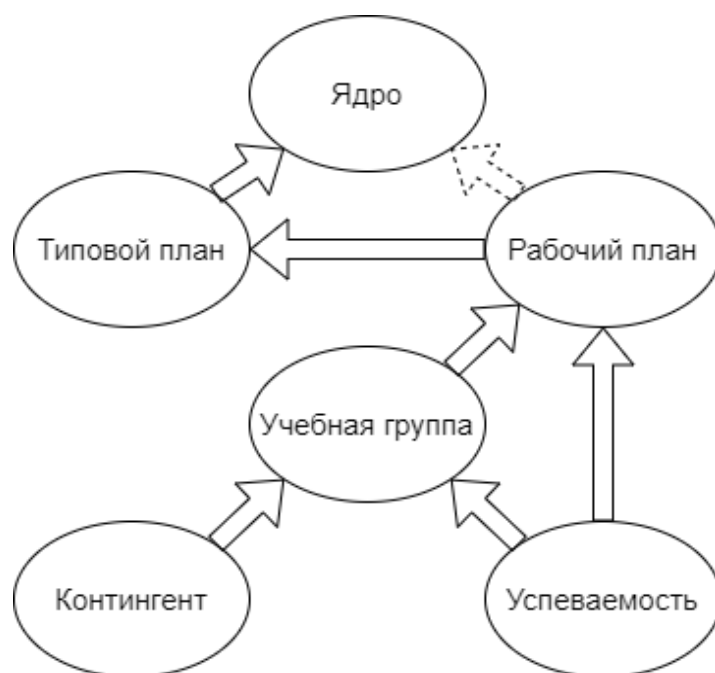 Ядро
Типовой план
Рабочий план
Учебная группа
Контингент
Успеваемость